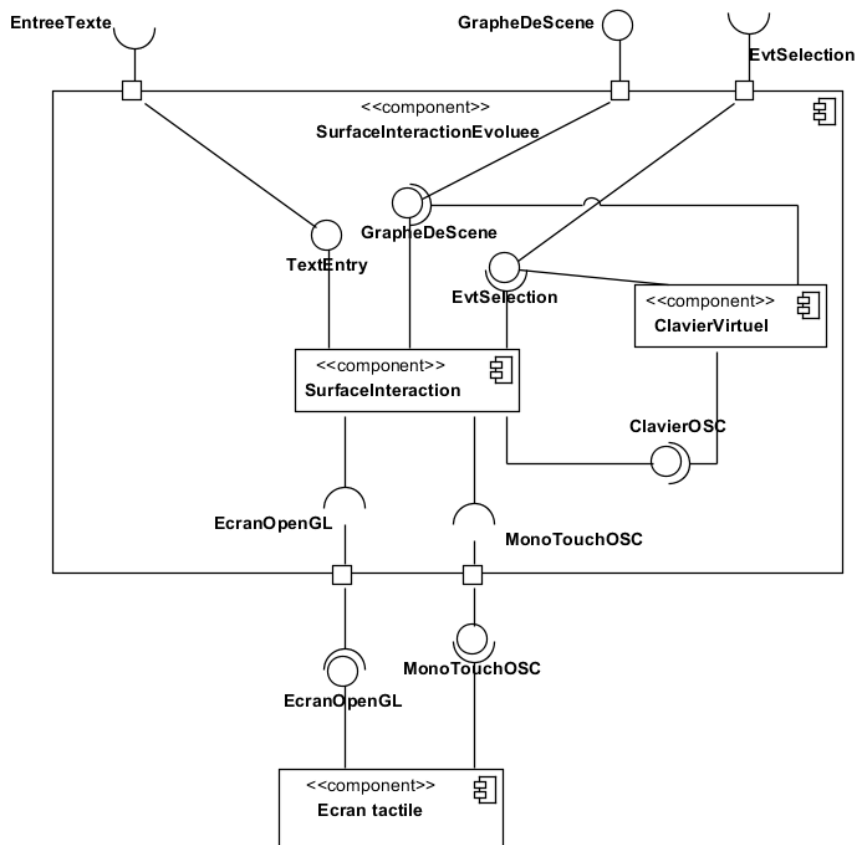 EntreeTexte
GrapheDeScene
EvtSelection
<<component>>
SurfaceInteractionEvoluee
GrapheDeScene
TextEntry
EvtSelection
<<component>>
ClavierVirtuel
<<component>>
SurfaceInteraction
ClavierOSC
EcranOpenGL
MonoTouchOSC
MonoTouchOSC
EcranOpenGL
<<component>>
Ecran tactile